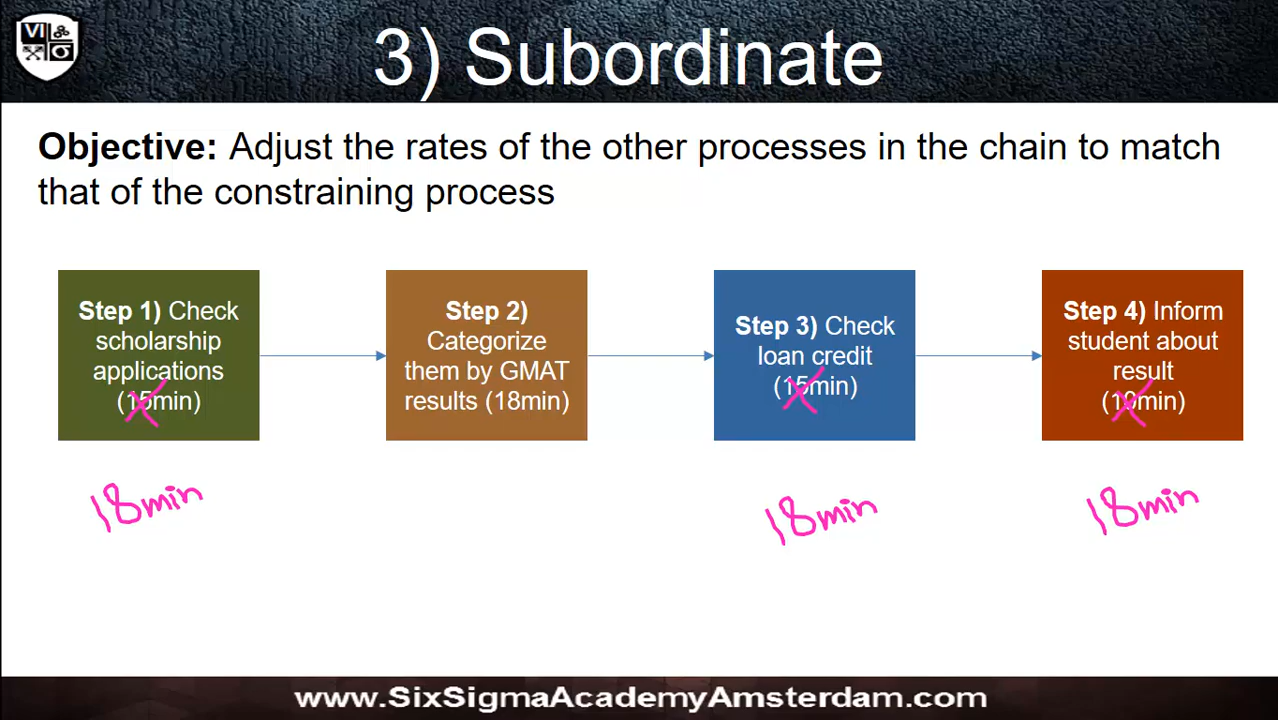 VI
3) Subordinate
Objective: Adjust the rates of the other processes in the chain to match
that of the constraining process
Step 1) Check
scholarship
applications
(15min)
Step 2)
Categorize
them by GMAT
results (18min)
Step 3) Check
loan credit
(15min)
Step 4) Inform
student about
result
(10min)
18min
18min
18min
www.SixSigmaAcademyAmsterdam.com